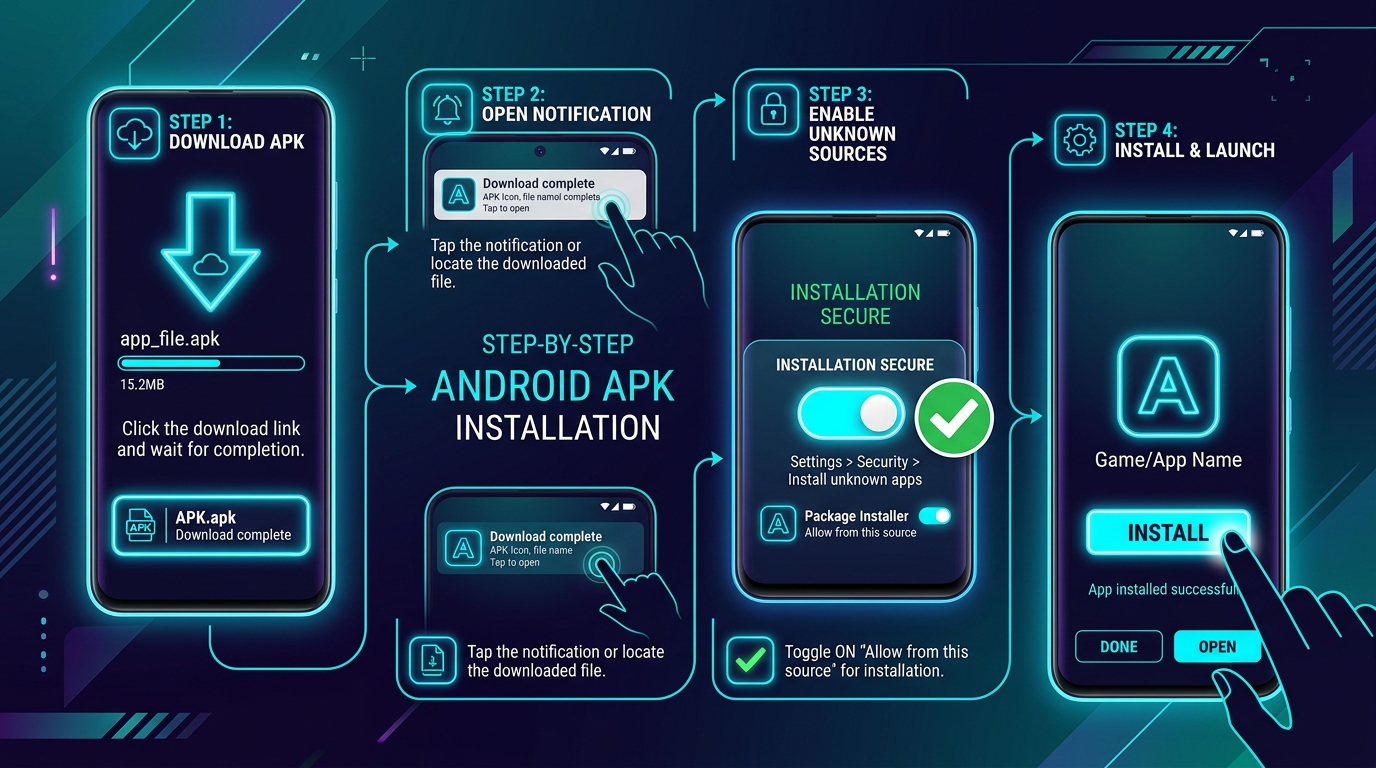 STEP 1:
DOWNLOAD APK
app_file.apk
15.2MB
Click the download link
and wait for completion.
APK
APK.apk
Download complete
STEP 2:
OPEN NOTIFICATION
A
Download complete
APK Icon, file namol complete
Tap to open
Tap the notification or
locate the downloaded
file.
STEP-BY-STEP
ANDROID APK
INSTALLATION
A
Download complete
APK Icon, file name
Tap to open
Tap the notification or locate
the downloaded file.
STEP 3:
ENABLE
UNKNOWN
SOURCES
INSTALLATION
SECURE
INSTALLATION SECURE
Settings > Security >
Install unknown apps
A
Package Installer
Allow from this source
Toggle ON "Allow from this
source" for installation.
STEP 4:
INSTALL & LAUNCH
A
Game/App Name
INSTALL
App installed
DONE
OPEN